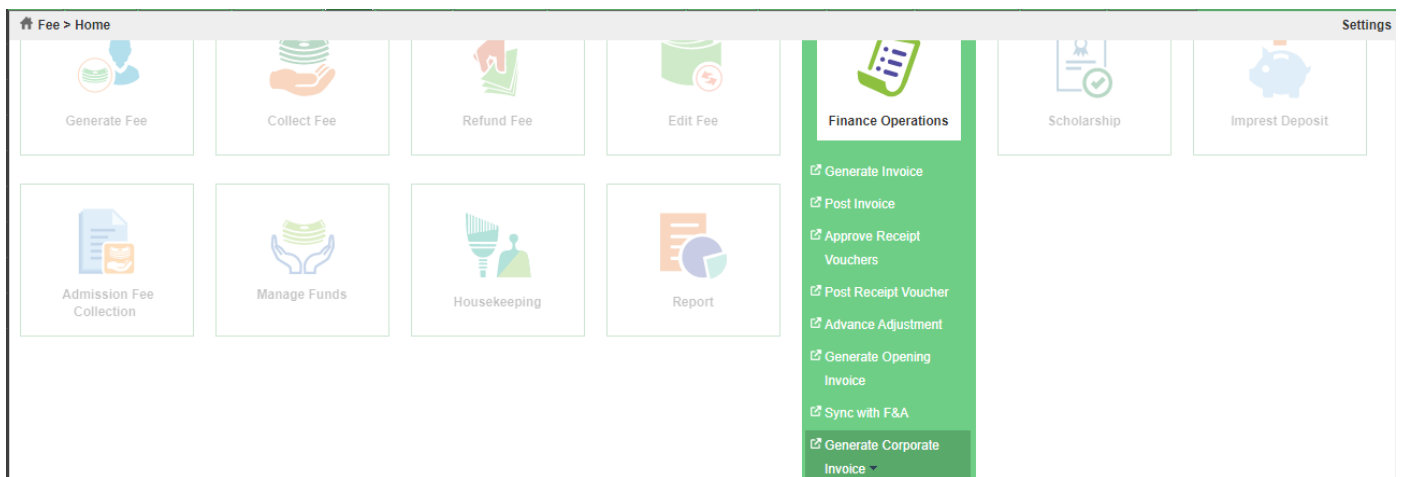 Fee > Home
Settings
Generate Fee
Collect Fee
Refund Fee
Edit Fee
Finance Operations
Scholarship
Imprest Deposit
Generate Invoice
Post Invoice
Approve Receipt
Vouchers
Post Receipt Voucher
Advance Adjustment
Generate Opening
Invoice
Sync with F&A
Generate Corporate
Invoice
Admission Fee
Collection
Manage Funds
Housekeeping
Report